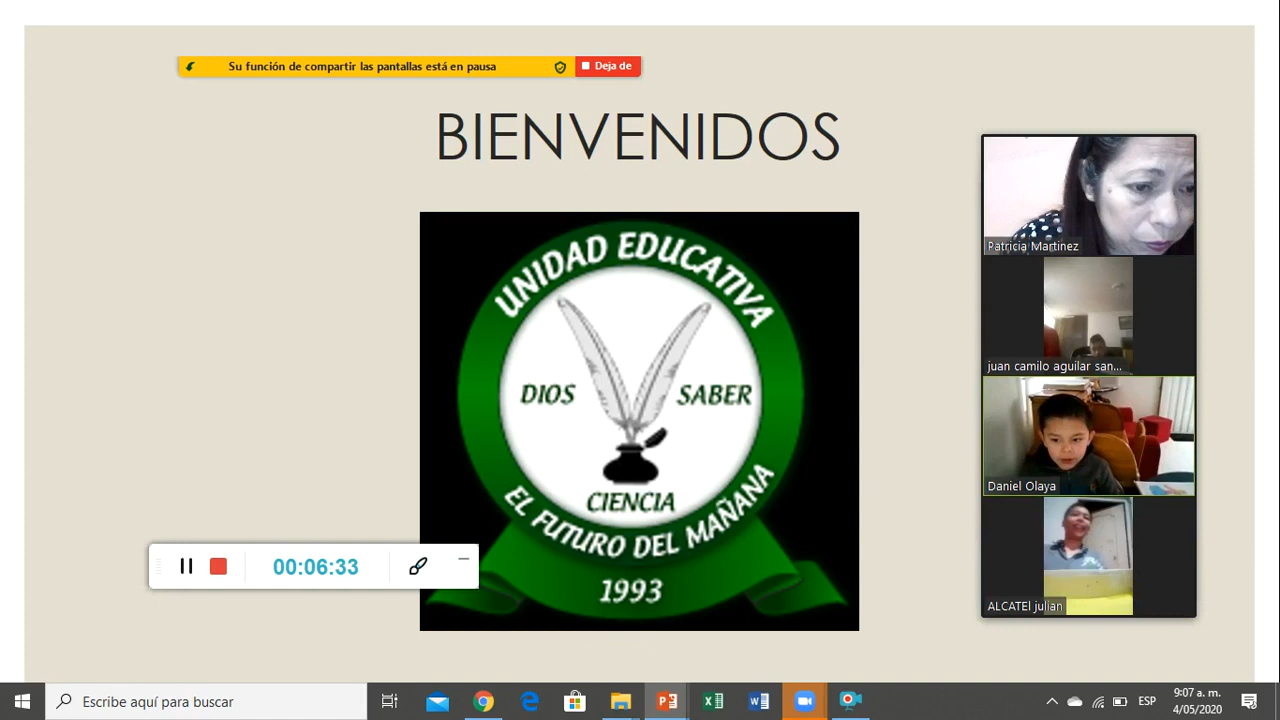 Su función de compartir las pantallas está en pausa
Deja de
BIENVENIDOS
UNIDAD EDUCATIVA
DIOS
SABER
CIENCIA
EL FUTURO DEL MAÑANA
1993
00:06:33
Patricia Martinez
juan camilo aguilar san...
Daniel Olaya
ALCATEl julian
Escribe aquí para buscar
ESP
9:07 a. m.
4/05/2020